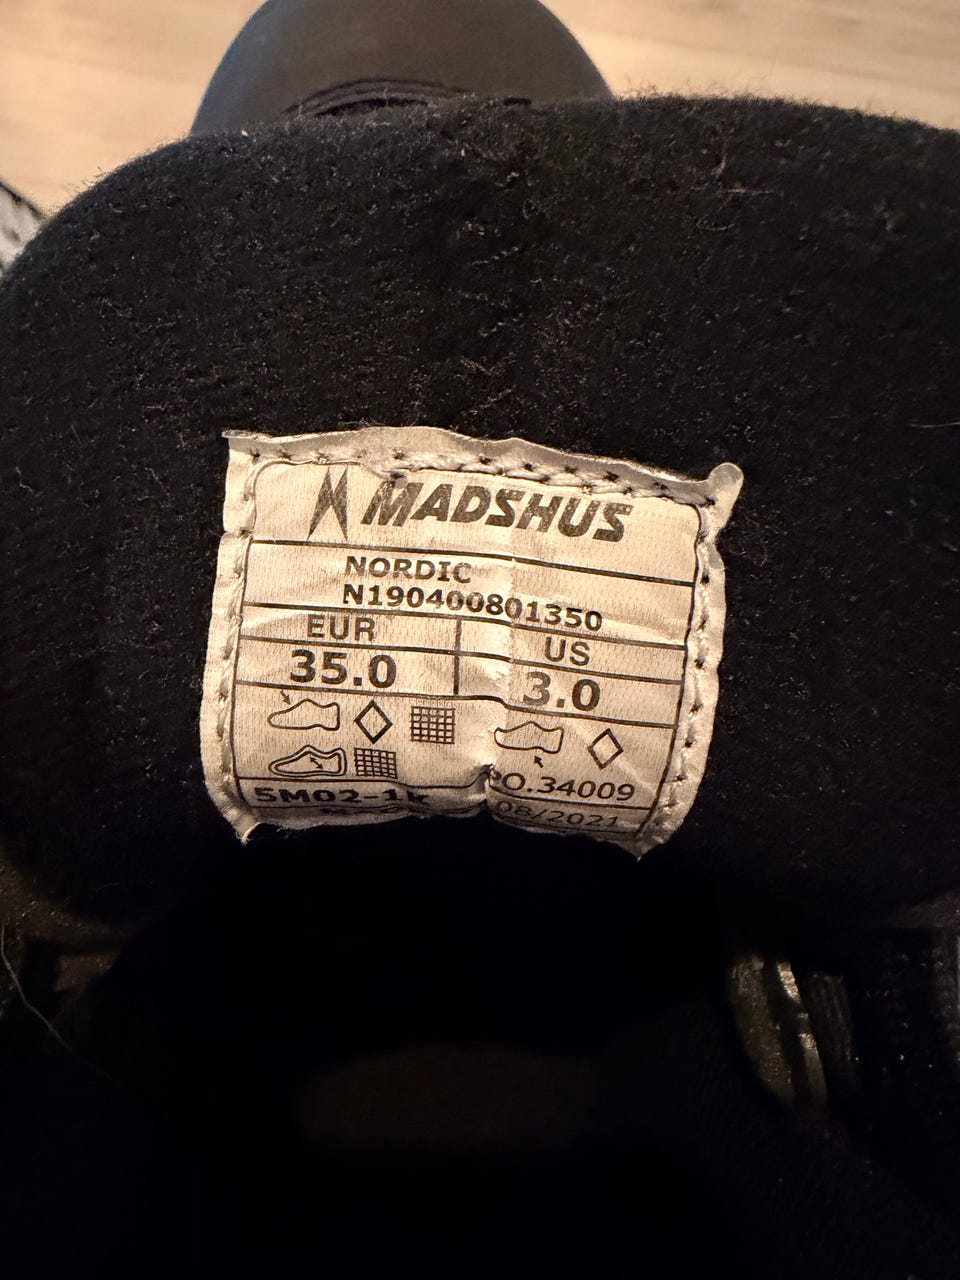 MADSHUS
NORDIC
N190400801350
EUR US
35.0 3.0
PO.34009
08/2021